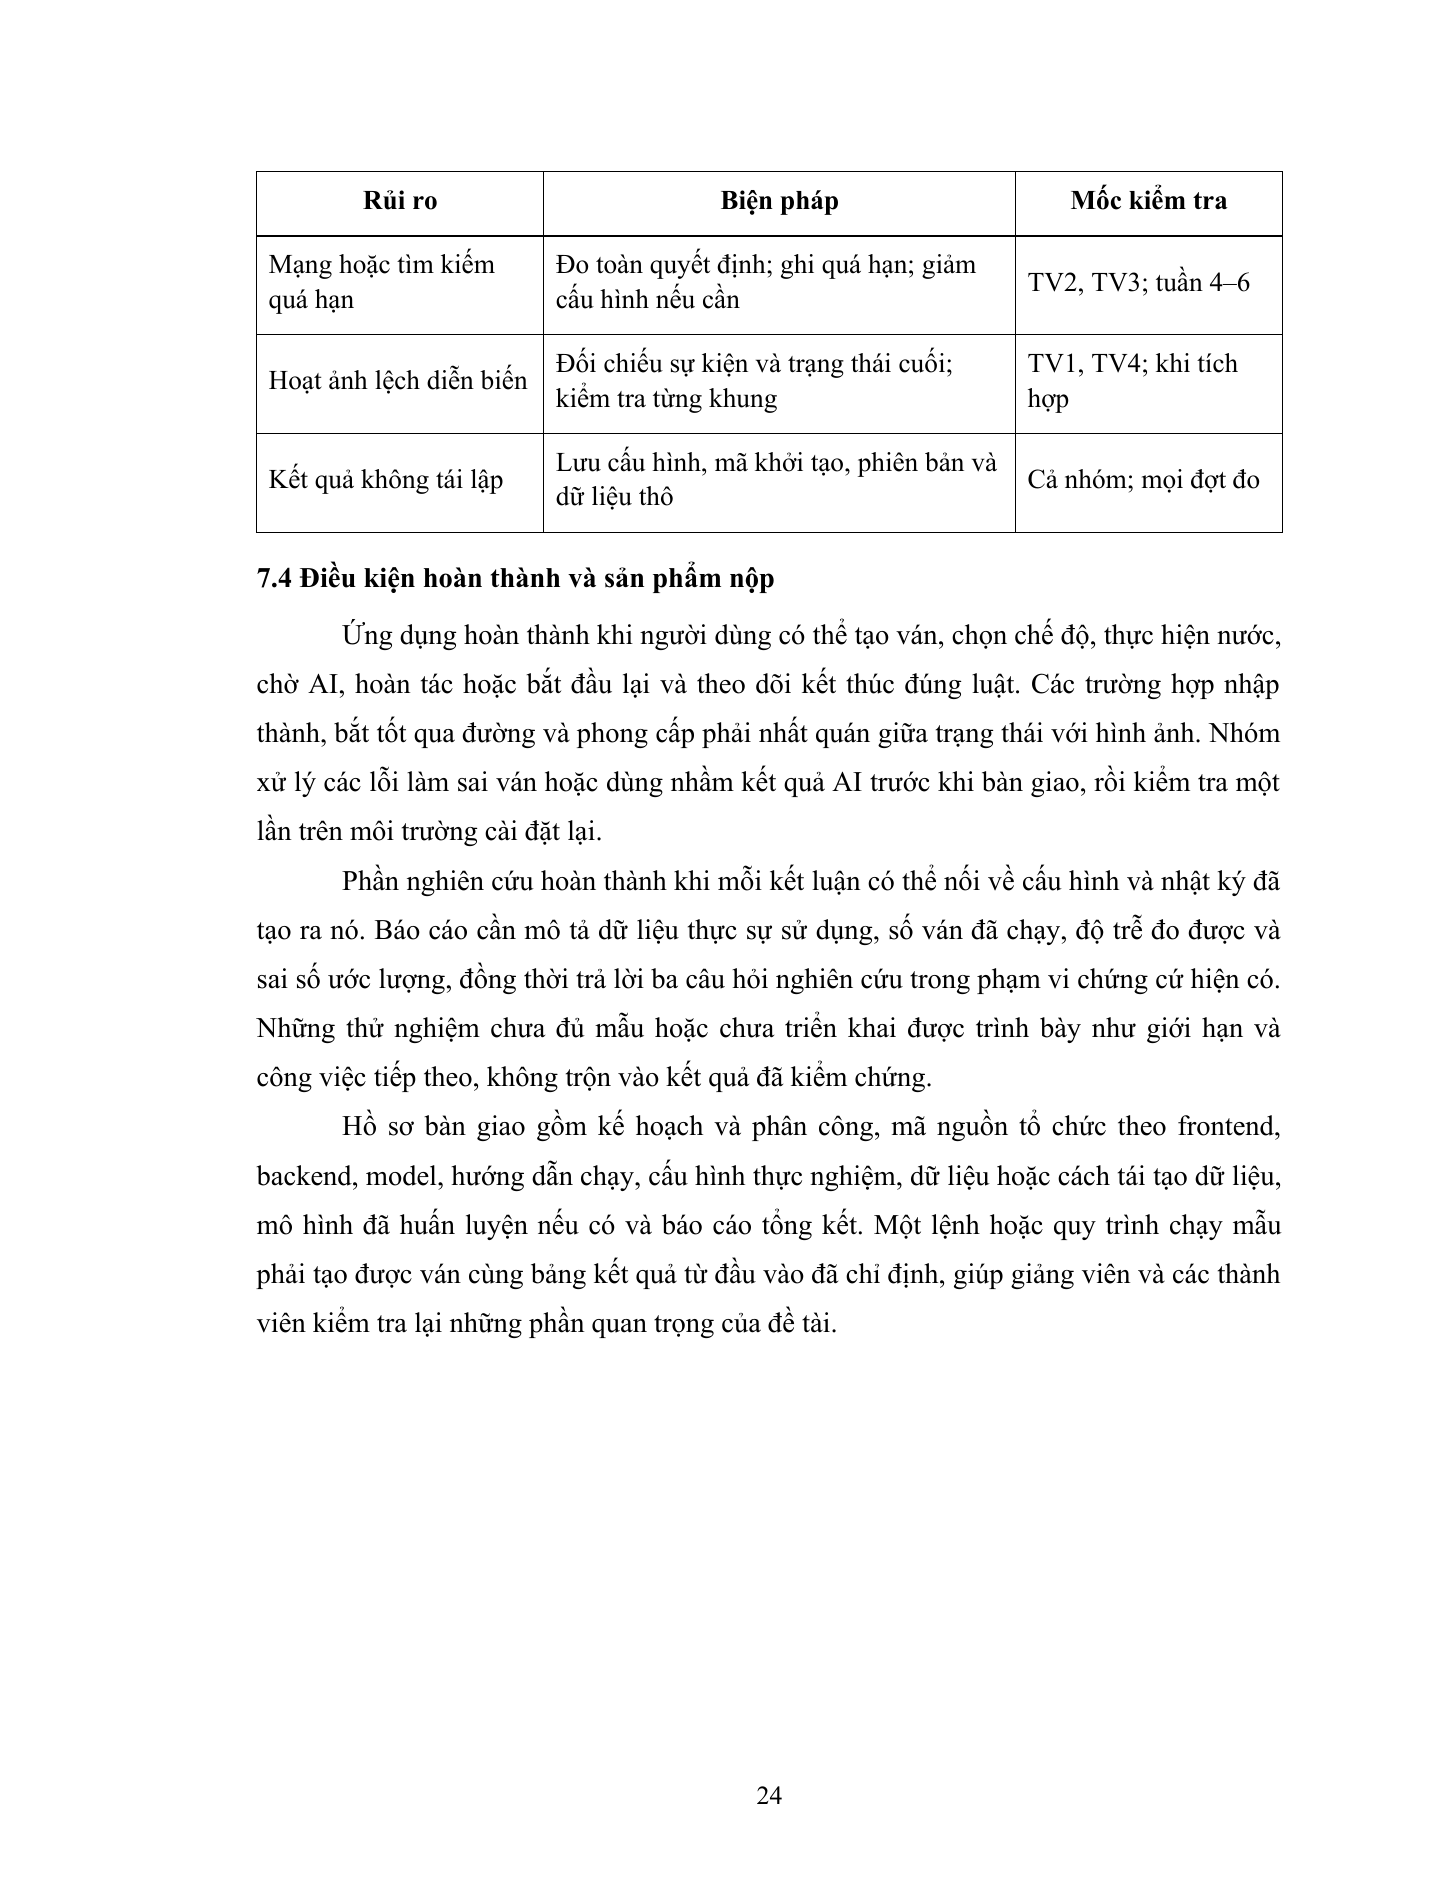 Rủi ro
Biện pháp
Mốc kiểm tra
Mạng hoặc tìm kiếm
quá hạn
Đo toàn quyết định; ghi quá hạn; giảm
cấu hình nếu cần
TV2, TV3; tuần 4–6
Hoạt ảnh lệch diễn biến
Đối chiếu sự kiện và trạng thái cuối;
kiểm tra từng khung
TV1, TV4; khi tích
hợp
Kết quả không tái lập
Lưu cấu hình, mã khởi tạo, phiên bản và
dữ liệu thô
Cả nhóm; mọi đợt đo
7.4 Điều kiện hoàn thành và sản phẩm nộp
Ứng dụng hoàn thành khi người dùng có thể tạo ván, chọn chế độ, thực hiện nước,
chờ AI, hoàn tác hoặc bắt đầu lại và theo dõi kết thúc đúng luật. Các trường hợp nhập
thành, bắt tốt qua đường và phong cấp phải nhất quán giữa trạng thái với hình ảnh. Nhóm
xử lý các lỗi làm sai ván hoặc dùng nhầm kết quả AI trước khi bàn giao, rồi kiểm tra một
lần trên môi trường cài đặt lại.
Phần nghiên cứu hoàn thành khi mỗi kết luận có thể nối về cấu hình và nhật ký đã
tạo ra nó. Báo cáo cần mô tả dữ liệu thực sự sử dụng, số ván đã chạy, độ trễ đo được và
sai số ước lượng, đồng thời trả lời ba câu hỏi nghiên cứu trong phạm vi chứng cứ hiện có.
Những thử nghiệm chưa đủ mẫu hoặc chưa triển khai được trình bày như giới hạn và
công việc tiếp theo, không trộn vào kết quả đã kiểm chứng.
Hồ sơ bàn giao gồm kế hoạch và phân công, mã nguồn tổ chức theo frontend,
backend, model, hướng dẫn chạy, cấu hình thực nghiệm, dữ liệu hoặc cách tái tạo dữ liệu,
mô hình đã huấn luyện nếu có và báo cáo tổng kết. Một lệnh hoặc quy trình chạy mẫu
phải tạo được ván cùng bảng kết quả từ đầu vào đã chỉ định, giúp giảng viên và các thành
viên kiểm tra lại những phần quan trọng của đề tài.
24